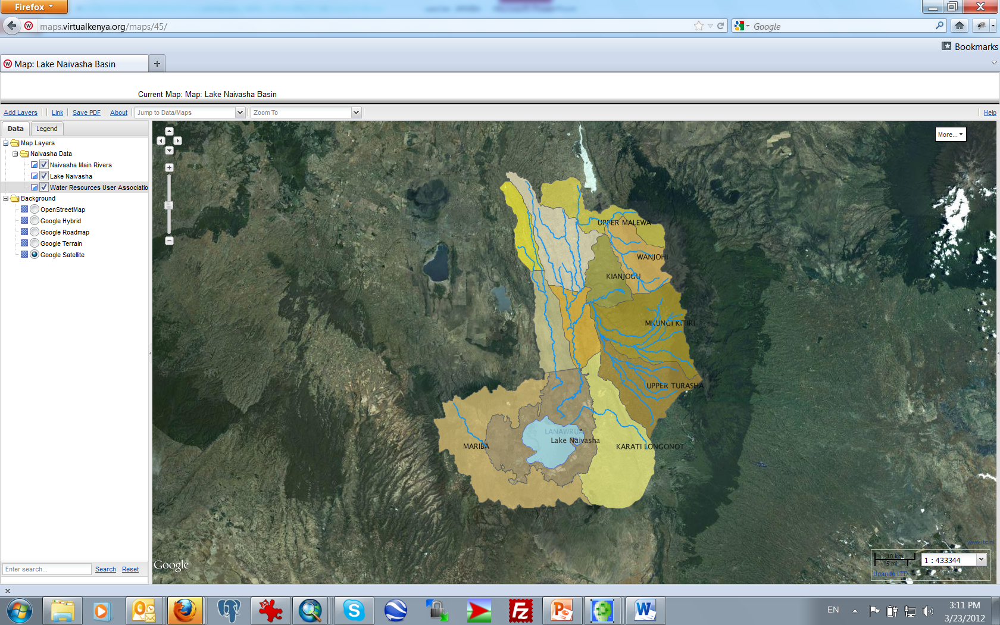 Firefox
maps.virtualkenya.org/maps/45/
Google
Bookmarks
Map: Lake Naivasha Basin
Current Map: Map: Lake Naivasha Basin
Add Layers Link Save PDF About Jump to Data/Maps Zoom To Help
Data Legend
More...
Map Layers
Naivasha Data
Naivasha Main Rivers
Lake Naivasha
Water Resources User Associatio
Background
OpenStreetMap
Google Hybrid
Google Roadmap
Google Terrain
Google Satellite
UPPER MALEWA
WANJOHI
KIANJOGU
MKUNGI KITIRI
UPPER TURASHA
LANAWRUA
Lake Naivasha
MARIBA
KARATI LONGONOT
www.itc.nl
10 km
5 mi
1 : 433344
Upande LTD
Google
Enter search... Search Reset
EN
3:11 PM
3/23/2012